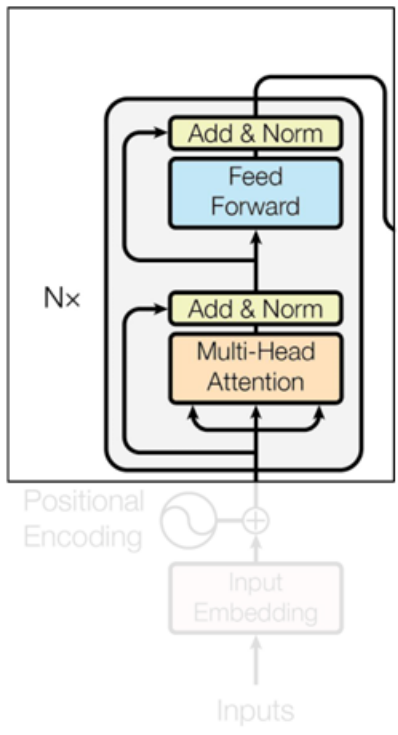 Add & Norm
Feed
Forward
N×
Add & Norm
Multi-Head
Attention
Positional
Encoding
Input
Embedding
Inputs